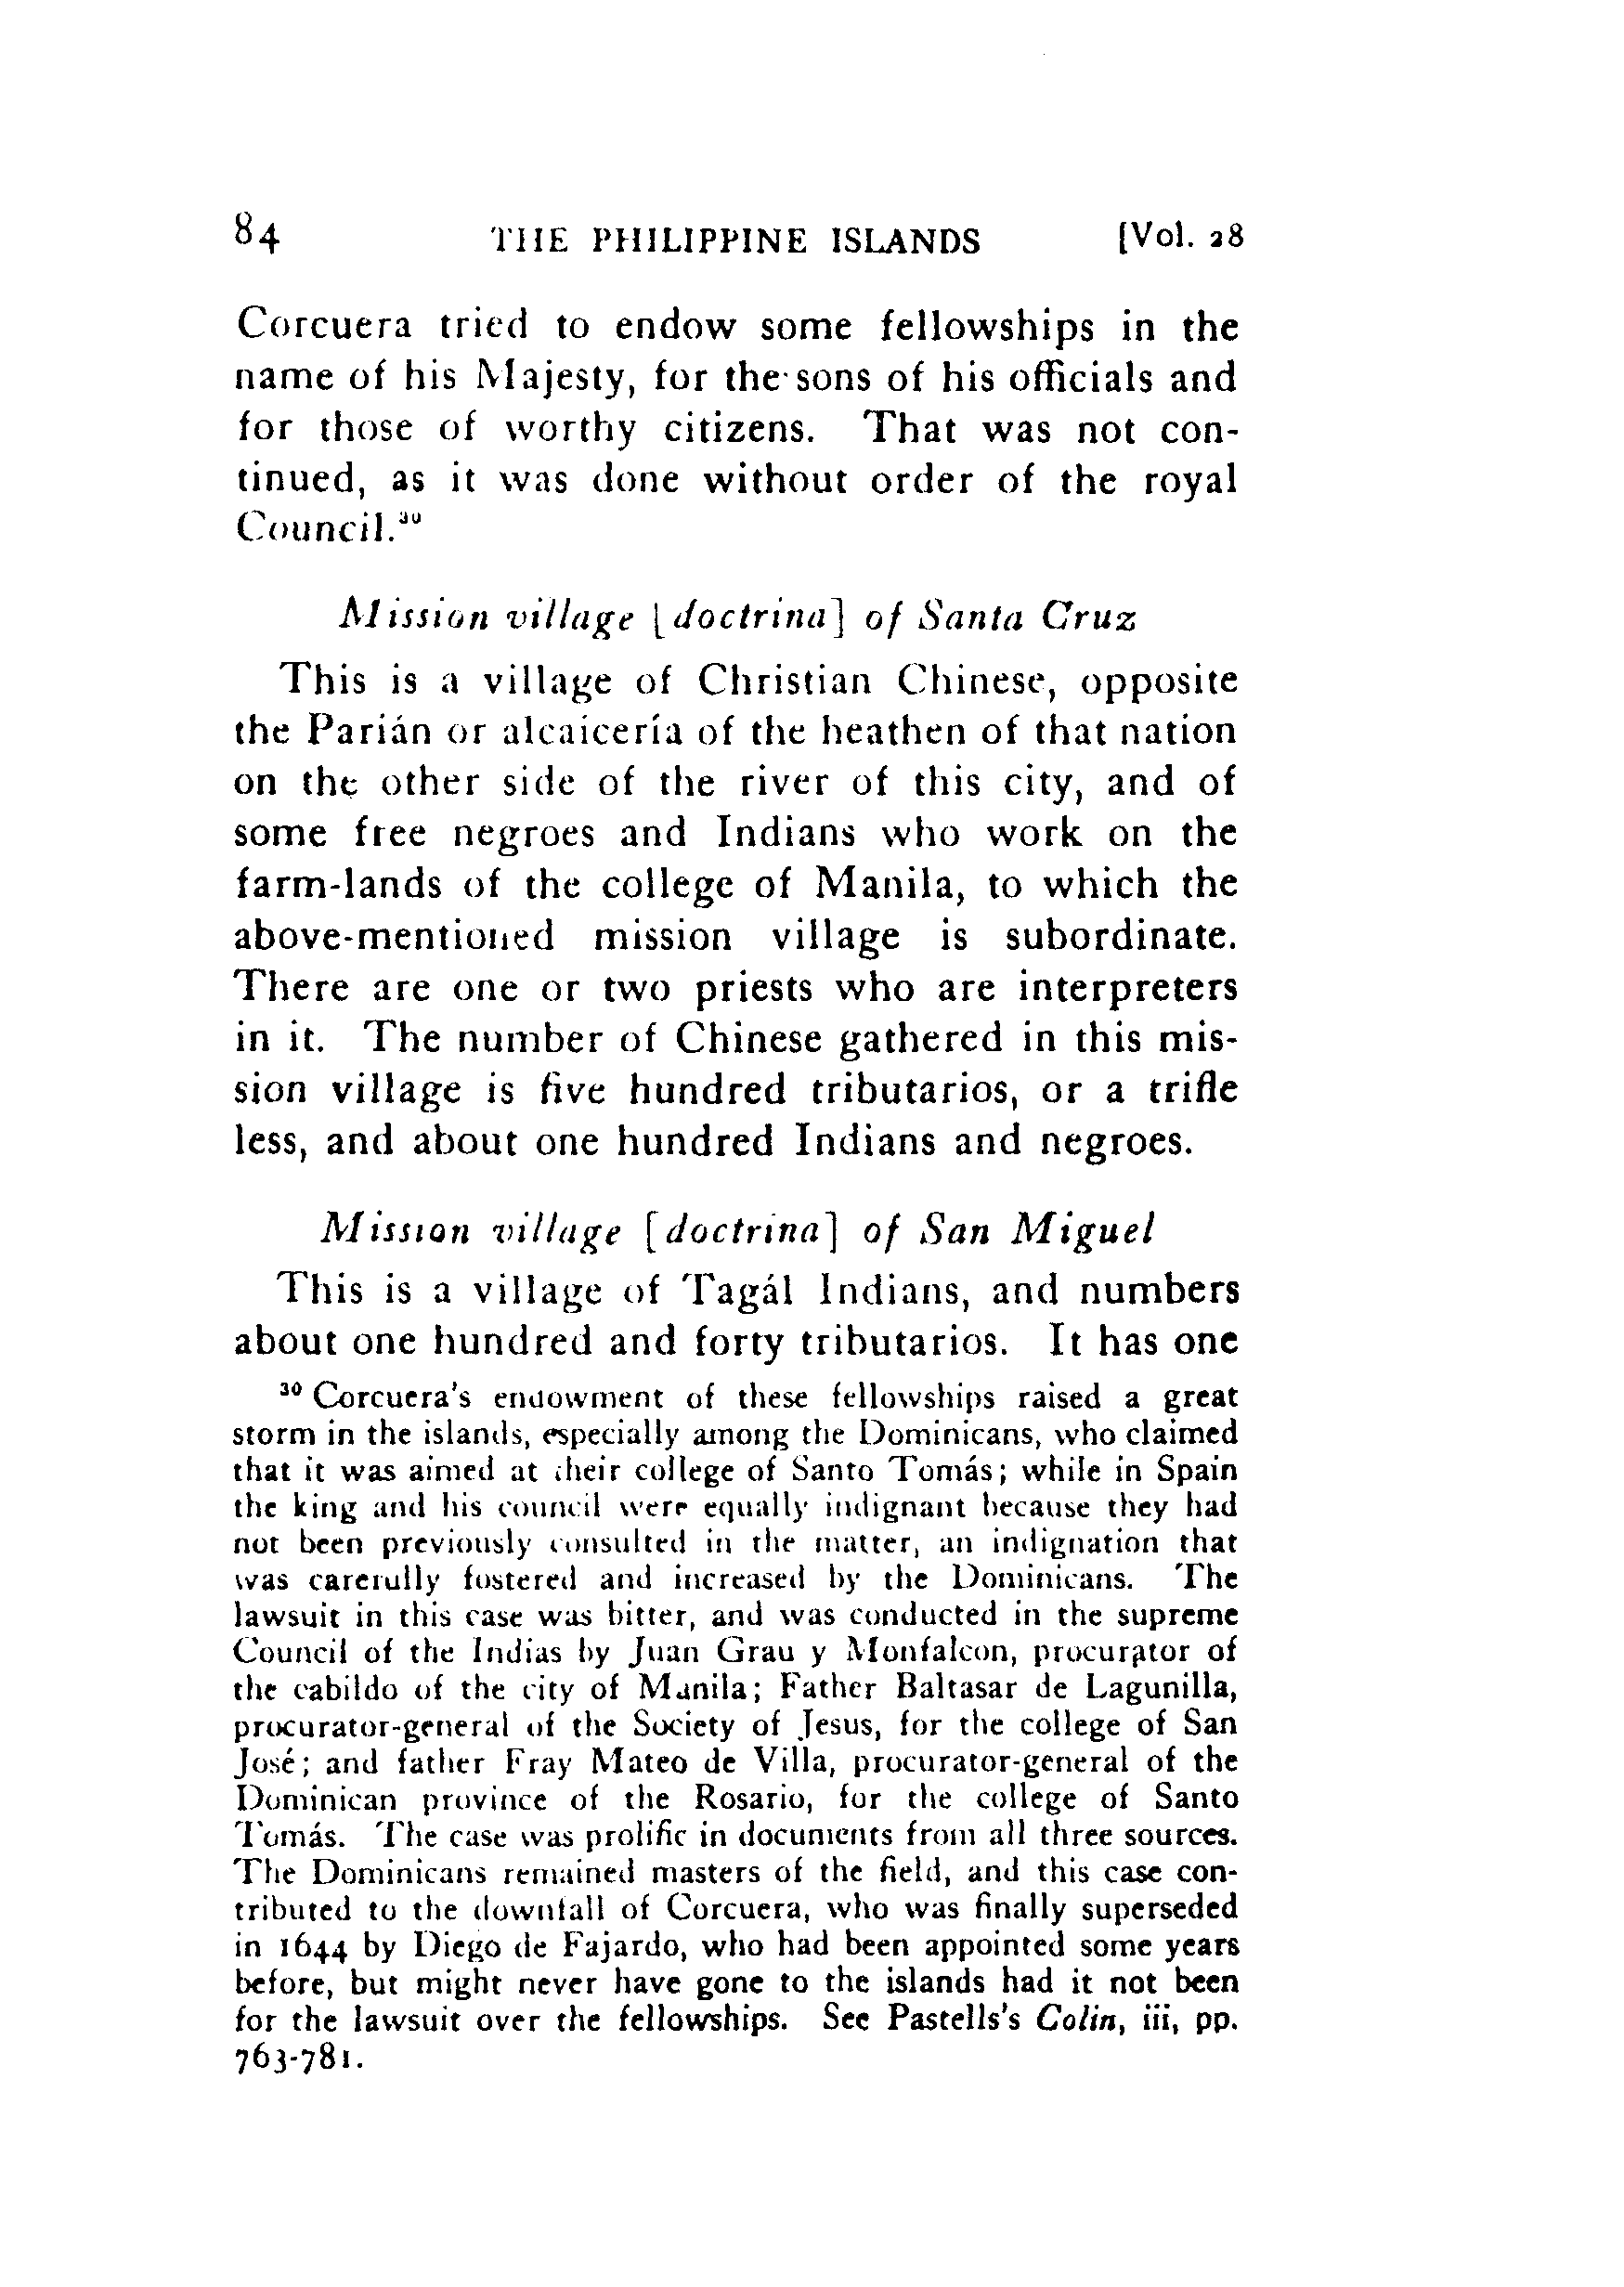 84 THE PHILIPPINE ISLANDS [Vol. 28
Corcuera tried to endow some fellowships in the
name of his Majesty, for the sons of his officials and
for those of worthy citizens. That was not con-
tinued, as it was done without order of the royal
Council.³⁰
Mission village [doctrina] of Santa Cruz
This is a village of Christian Chinese, opposite
the Parián or alcaicería of the heathen of that nation
on the other side of the river of this city, and of
some free negroes and Indians who work on the
farm-lands of the college of Manila, to which the
above-mentioned mission village is subordinate.
There are one or two priests who are interpreters
in it. The number of Chinese gathered in this mis-
sion village is five hundred tributarios, or a trifle
less, and about one hundred Indians and negroes.
Mission village [doctrina] of San Miguel
This is a village of Tagál Indians, and numbers
about one hundred and forty tributarios. It has one
³⁰ Corcuera's endowment of these fellowships raised a great
storm in the islands, especially among the Dominicans, who claimed
that it was aimed at their college of Santo Tomás; while in Spain
the king and his council were equally indignant because they had
not been previously consulted in the matter, an indignation that
was carefully fostered and increased by the Dominicans. The
lawsuit in this case was bitter, and was conducted in the supreme
Council of the Indias by Juan Grau y Monfalcon, procurator of
the cabildo of the city of Manila; Father Baltasar de Lagunilla,
procurator-general of the Society of Jesus, for the college of San
José; and father Fray Mateo de Villa, procurator-general of the
Dominican province of the Rosario, for the college of Santo
Tomás. The case was prolific in documents from all three sources.
The Dominicans remained masters of the field, and this case con-
tributed to the downfall of Corcuera, who was finally superseded
in 1644 by Diego de Fajardo, who had been appointed some years
before, but might never have gone to the islands had it not been
for the lawsuit over the fellowships. See Pastells's Colin, iii, pp.
763-781.